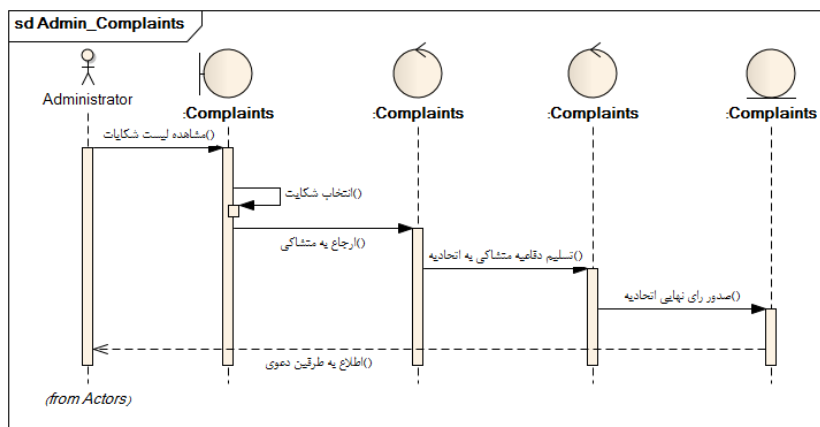 sd Admin_Complaints
Administrator
:Complaints
:Complaints
:Complaints
:Complaints
مشاهده لیست شکایات()
انتخاب شکایت()
ارجاع به متشاکی()
تسلیم دفاعیه متشاکی به اتحادیه()
صدور رای نهایی اتحادیه()
اطلاع به طرفین دعوی()
(from Actors)